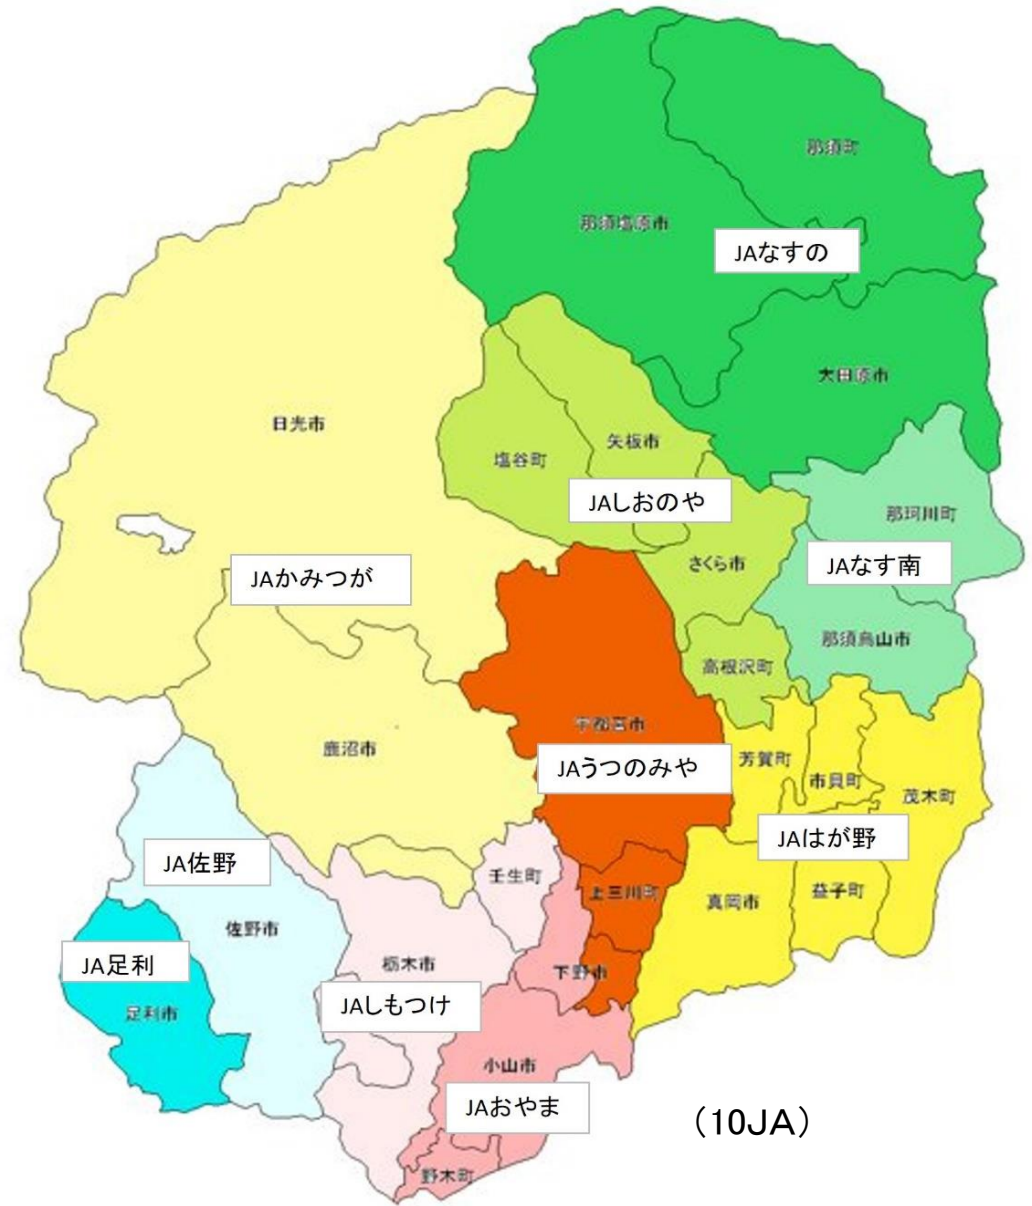 那須町
那須塩原市
JAなすの
大田原市
日光市
矢板市
塩谷町
JAしおのや
那珂川町
さくら市
JAなす南
JAかみつが
那須烏山市
高根沢町
宇都宮市
鹿沼市
JAうつのみや
芳賀町
市貝町
茂木町
JAはが野
JA佐野
壬生町
上三川町
真岡市
益子町
佐野市
JA足利
栃木市
下野市
足利市
JAしもつけ
小山市
JAおやま
（10JA）
野木町